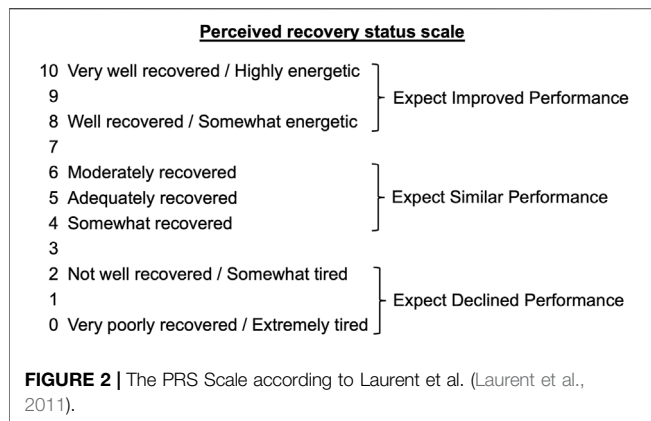 Perceived recovery status scale
10 Very well recovered / Highly energetic
9
Expect Improved Performance
8 Well recovered / Somewhat energetic
7
6 Moderately recovered
5 Adequately recovered
Expect Similar Performance
4 Somewhat recovered
3
2 Not well recovered / Somewhat tired
1
Expect Declined Performance
0 Very poorly recovered / Extremely tired
FIGURE 2 | The PRS Scale according to Laurent et al. (Laurent et al.,
2011).